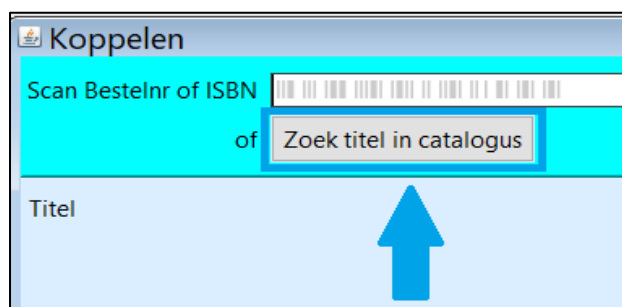 Koppelen
Scan Bestelnr of ISBN
of Zoek titel in catalogus
Titel